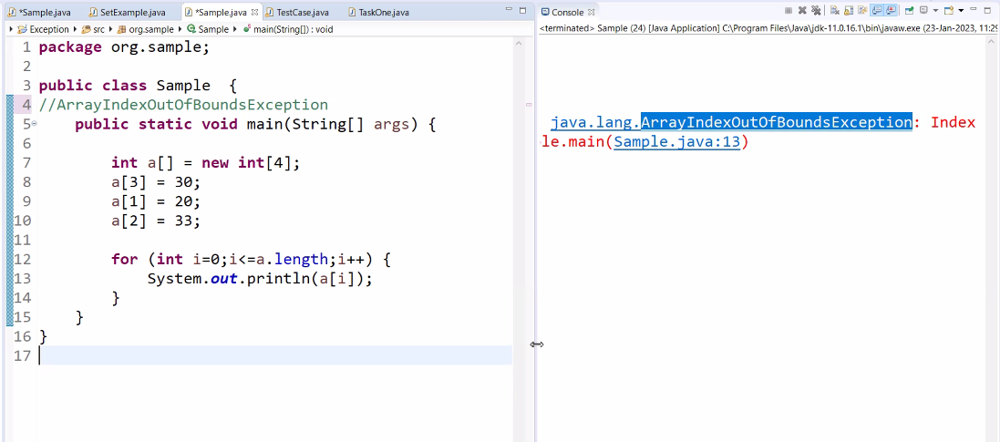 *Sample.java SetExample.java *Sample.java TestCase.java TaskOne.java
Exception src org.sample Sample main(String[]) : void
1 package org.sample;
2
3 public class Sample {
4 //ArrayIndexOutOfBoundsException
5 public static void main(String[] args) {
6
7 int a[] = new int[4];
8 a[3] = 30;
9 a[1] = 20;
10 a[2] = 33;
11
12 for (int i=0;i<=a.length;i++) {
13 System.out.println(a[i]);
14 }
15 }
16 }
17
Console
<terminated> Sample (24) [Java Application] C:\Program Files\Java\jdk-11.0.16.1\bin\javaw.exe (23-Jan-2023, 11:29
java.lang.ArrayIndexOutOfBoundsException: Index
le.main(Sample.java:13)